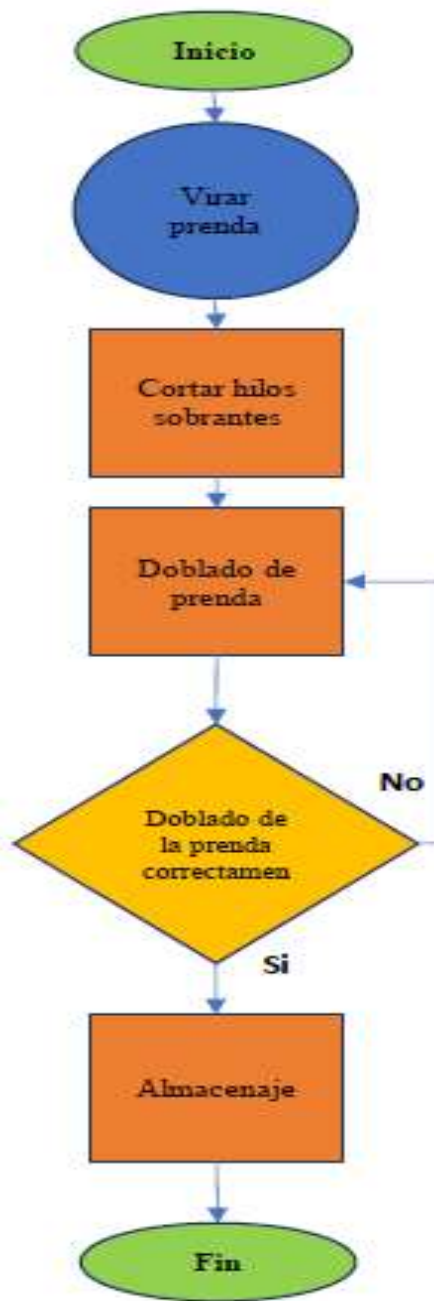 Inicio
Virar
prenda
Cortar hilos
sobrantes
Doblado de
prenda
No
Doblado de
la prenda
correctamen
Si
Almacenaje
Fin